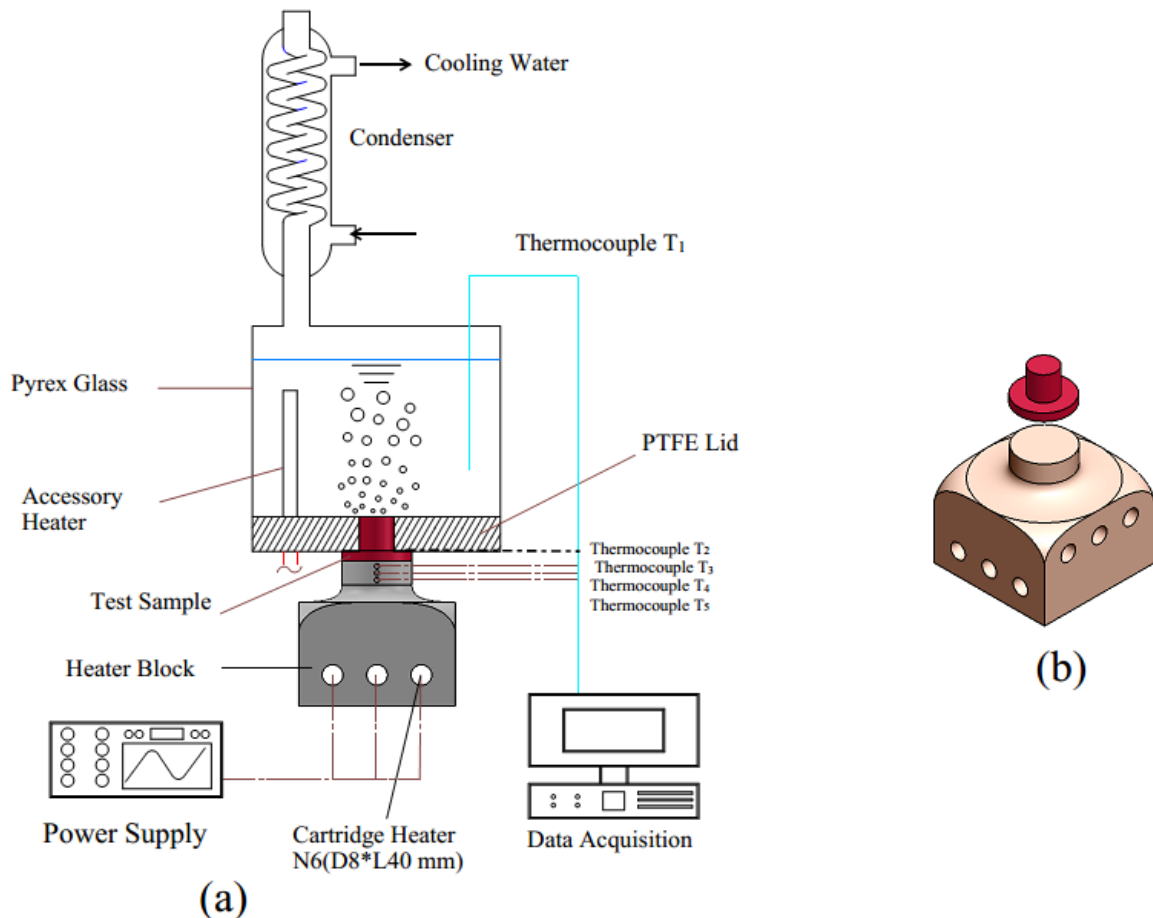 Cooling Water
Condenser
Thermocouple T₁
Pyrex Glass
PTFE Lid
Accessory
Heater
Thermocouple T₂
Thermocouple T₃
Thermocouple T₄
Thermocouple T₅
Test Sample
Heater Block
(b)
Power Supply
Cartridge Heater
N6(D8*L40 mm)
Data Acquisition
(a)